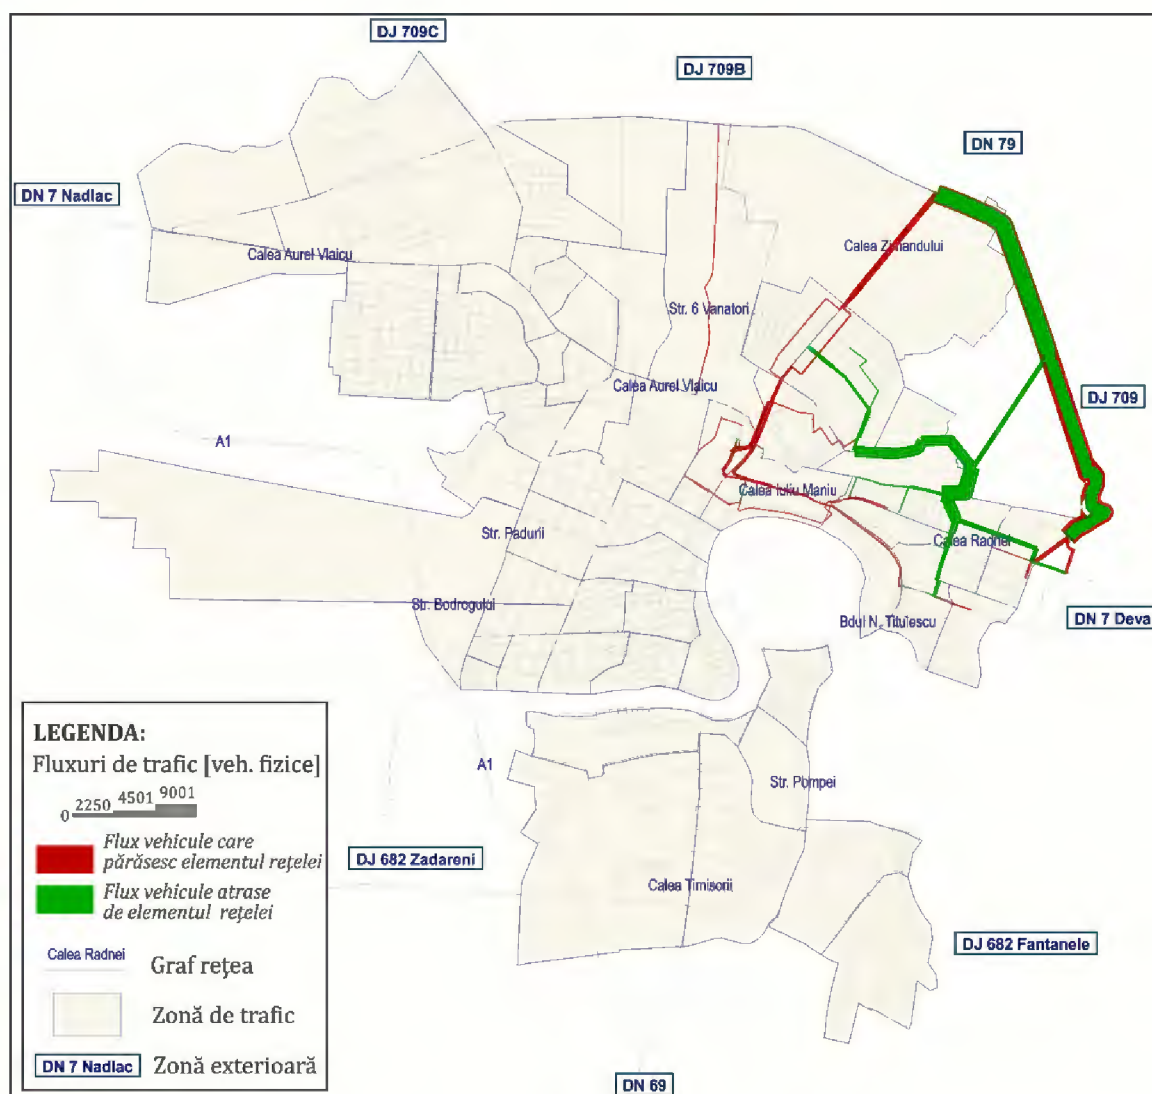 DJ 709C
DJ 709B
DN 79
DN 7 Nadlac
Calea Zimandului
Calea Aurel Vlaicu
Str. 6 Vanatori
Calea Aurel Vlaicu
DJ 709
A1
Calea Iuliu Maniu
Str. Padurii
Calea Radnei
Str. Bodrogului
Bdul N. Titulescu
DN 7 Deva
LEGENDA:
Fluxuri de trafic [veh. fizice]
0 2250 4501 9001
Flux vehicule care
părăsesc elementul rețelei
Flux vehicule atrase
de elementul rețelei
Calea Radnei
Graf rețea
Zonă de trafic
DN 7 Nadlac
Zonă exterioară
A1
Str. Pompei
DJ 682 Zadareni
Calea Timisorii
DJ 682 Fantanele
DN 69